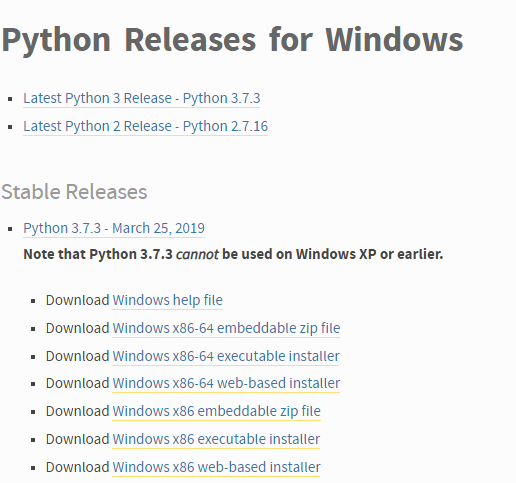 Python Releases for Windows
Latest Python 3 Release - Python 3.7.3
Latest Python 2 Release - Python 2.7.16
Stable Releases
Python 3.7.3 - March 25, 2019
Note that Python 3.7.3 cannot be used on Windows XP or earlier.
Download Windows help file
Download Windows x86-64 embeddable zip file
Download Windows x86-64 executable installer
Download Windows x86-64 web-based installer
Download Windows x86 embeddable zip file
Download Windows x86 executable installer
Download Windows x86 web-based installer